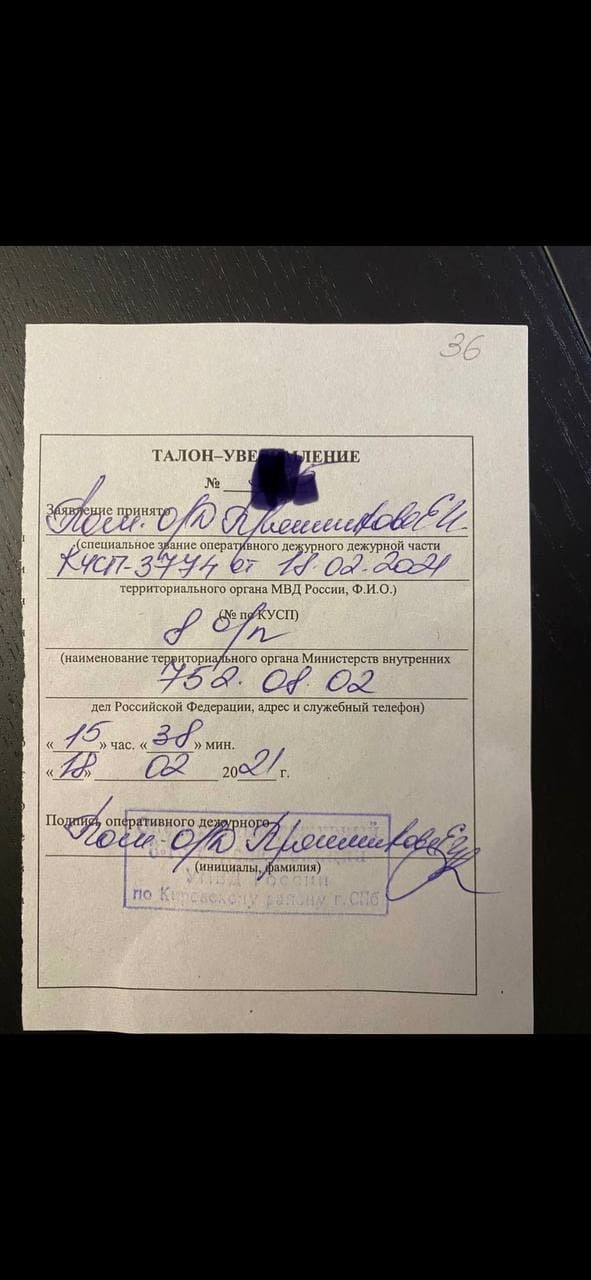 36
ТАЛОН–УВЕ ЛЕНИЕ
№
Заявление принято
Пом. о/д Е.И.
(специальное звание оперативного дежурного дежурной части
КУСП-3774 от 18.02.2021
территориального органа МВД России, Ф.И.О.)
(№ по КУСП)
8 о/п
(наименование территориального органа Министерств внутренних
752. 08. 02
дел Российской Федерации, адрес и служебный телефон)
« 15 » час. « 38 » мин.
« 18 » 02 2021 г.
Подпись оперативного дежурного
Пом. о/д
(инициалы, фамилия)
УМВД России
по Кировскому району г. СПб